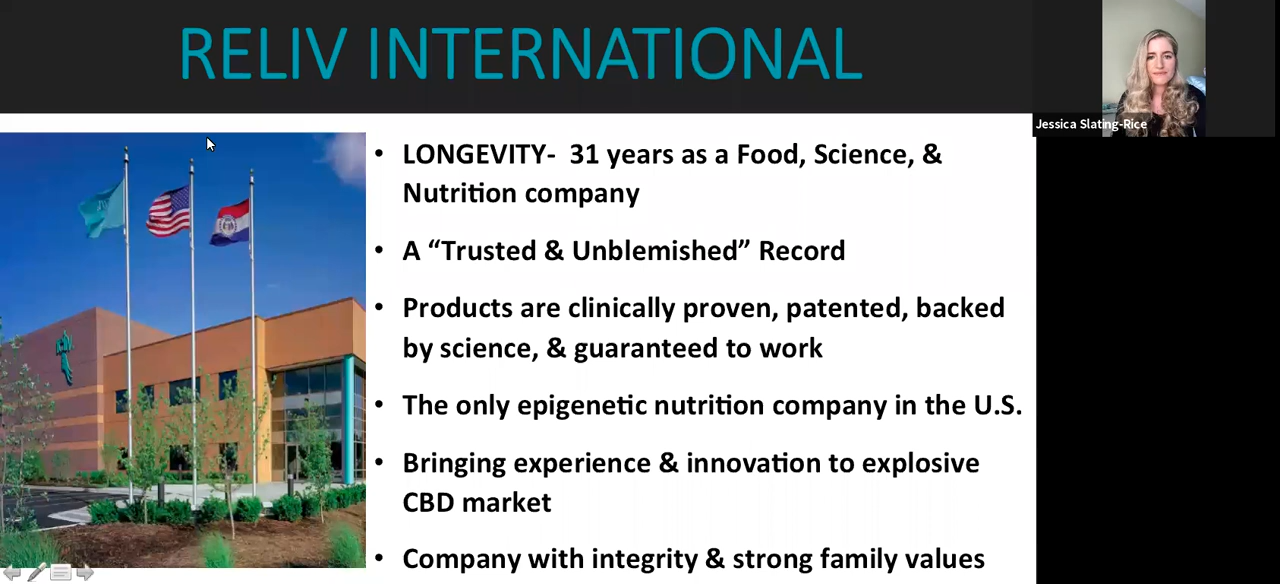 RELIV INTERNATIONAL
Jessica Slating-Rice
• LONGEVITY-  31 years as a Food, Science, &
Nutrition company
• A “Trusted & Unblemished” Record
• Products are clinically proven, patented, backed
by science, & guaranteed to work
• The only epigenetic nutrition company in the U.S.
• Bringing experience & innovation to explosive
CBD market
• Company with integrity & strong family values